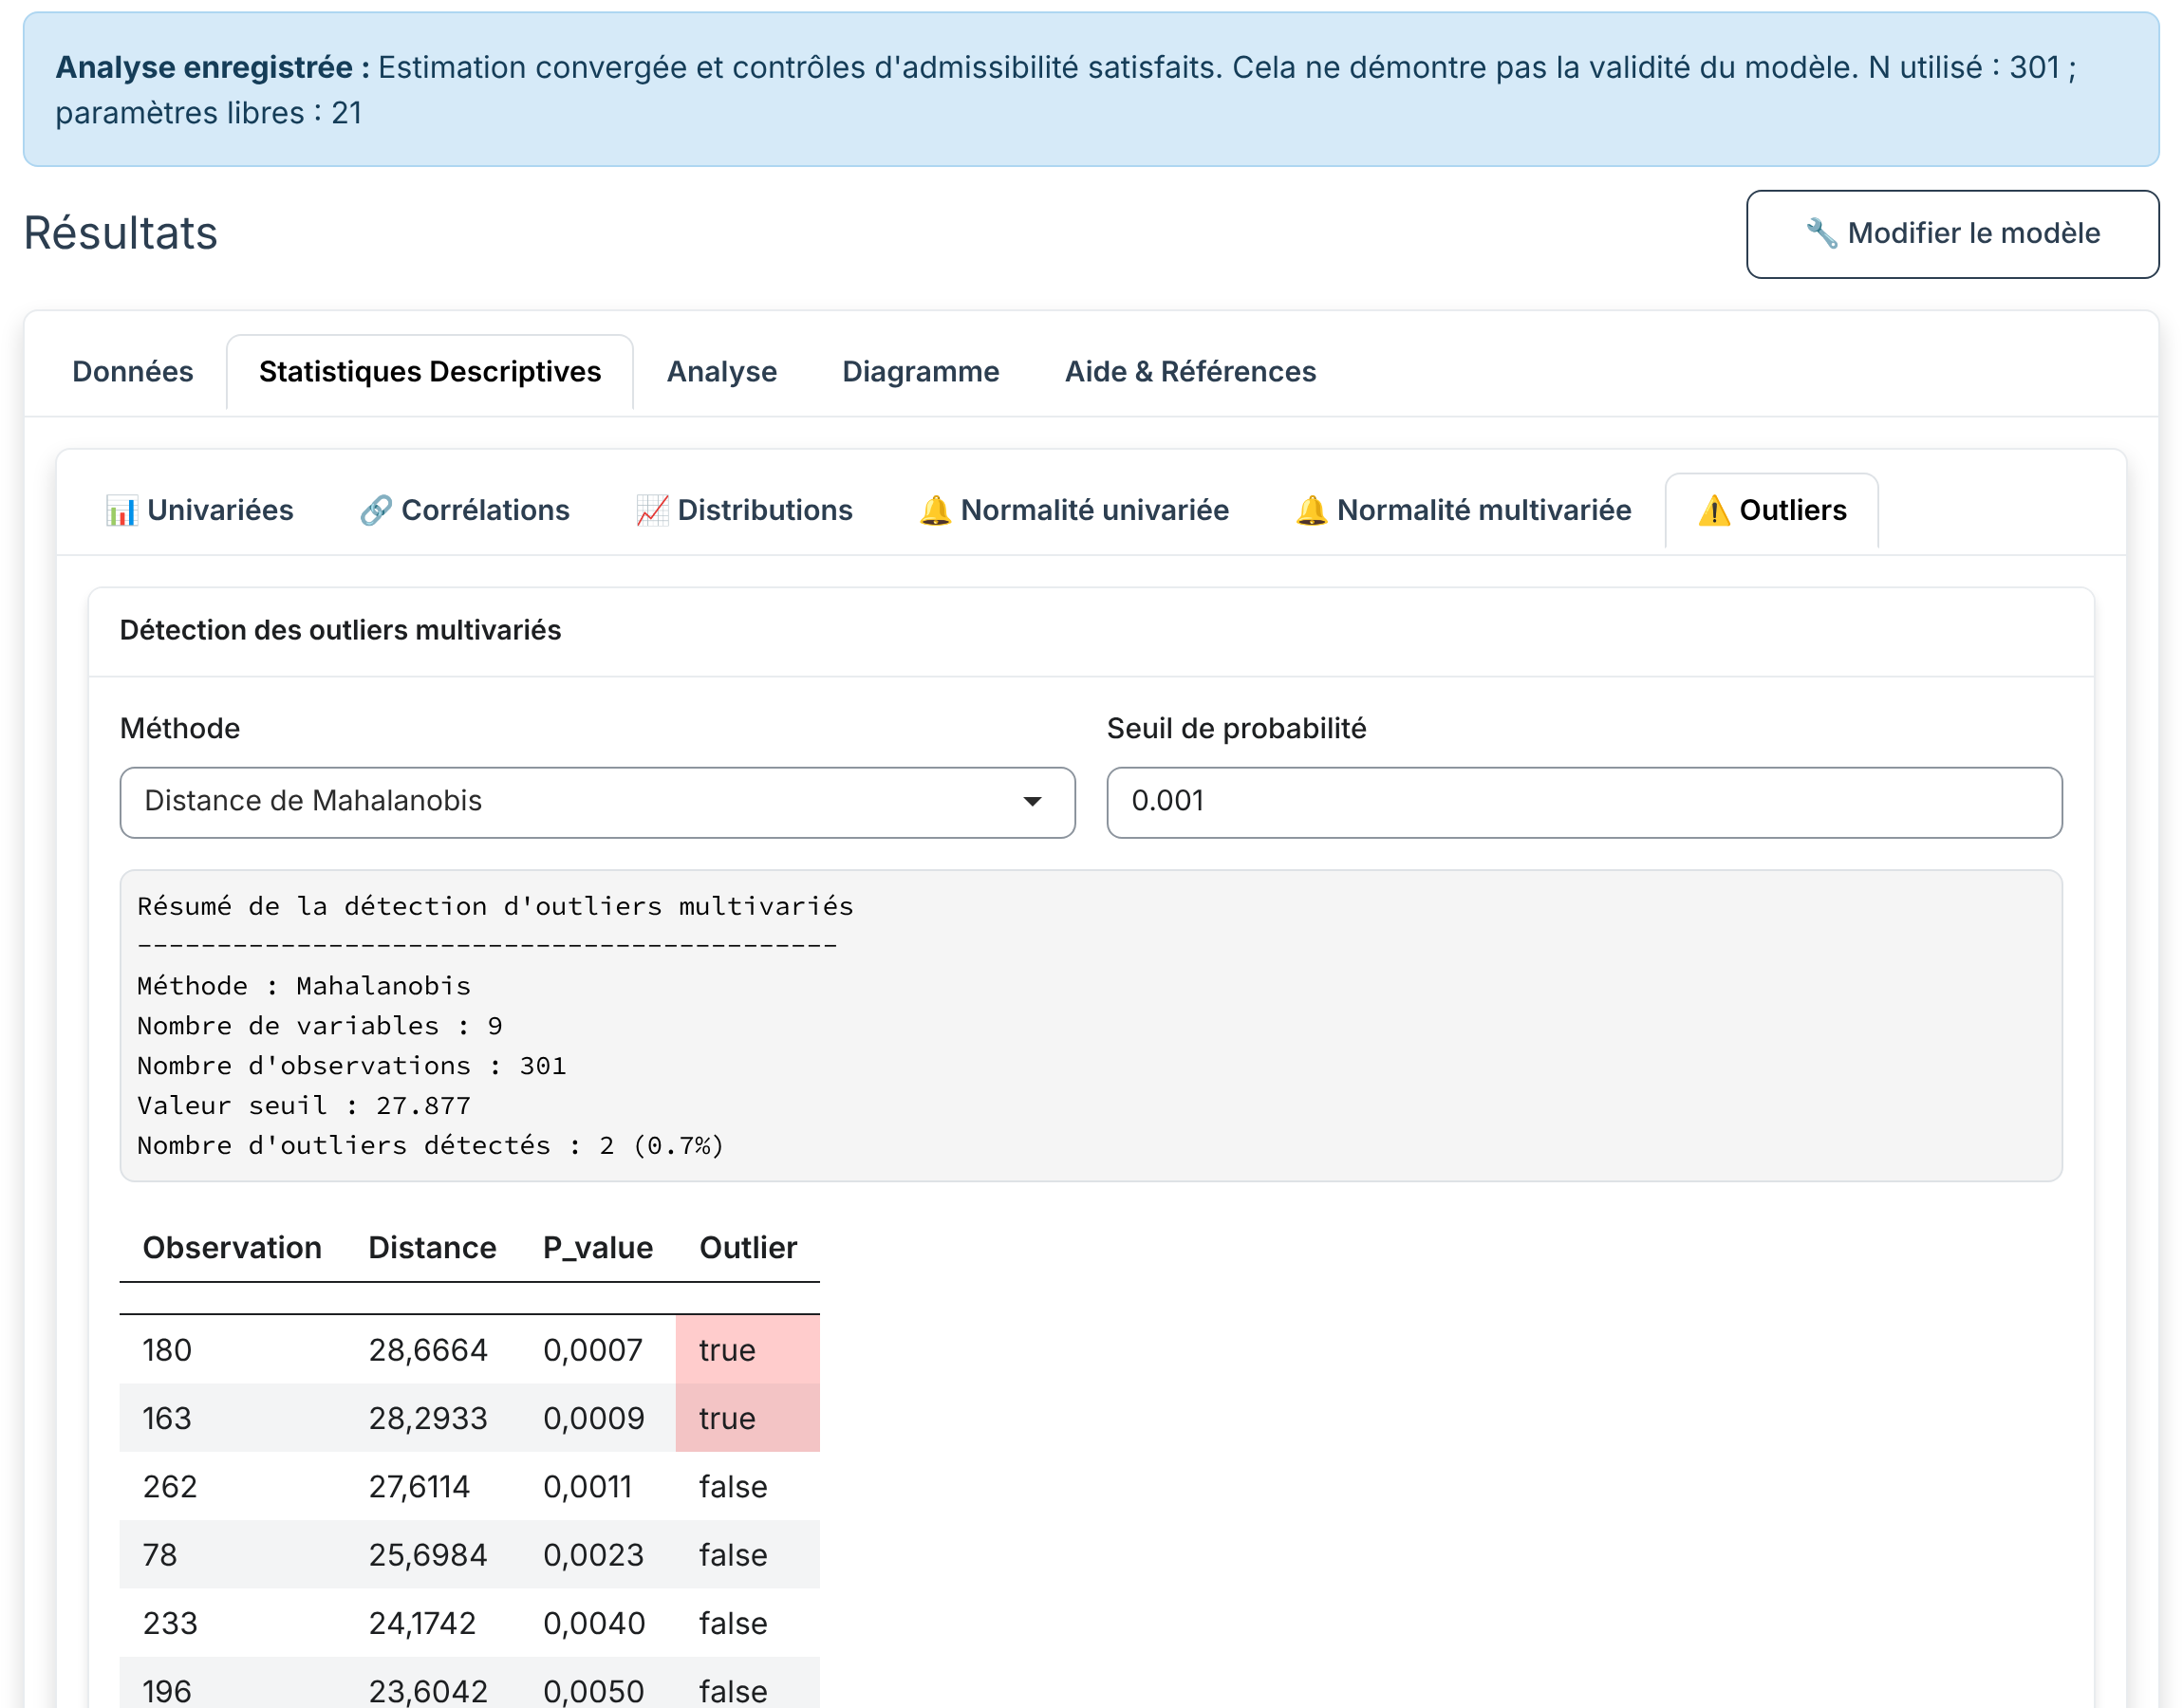 Analyse enregistrée : Estimation convergée et contrôles d'admissibilité satisfaits. Cela ne démontre pas la validité du modèle. N utilisé : 301 ;
paramètres libres : 21
Résultats
🔧 Modifier le modèle
Données Statistiques Descriptives Analyse Diagramme Aide & Références
📊 Univariées 🔗 Corrélations 📈 Distributions 🔔 Normalité univariée 🔔 Normalité multivariée ⚠️ Outliers
Détection des outliers multivariés
Méthode Seuil de probabilité
Distance de Mahalanobis 0.001
Résumé de la détection d'outliers multivariés
--------------------------------------------
Méthode : Mahalanobis
Nombre de variables : 9
Nombre d'observations : 301
Valeur seuil : 27.877
Nombre d'outliers détectés : 2 (0.7%)
Observation Distance P_value Outlier
180 28,6664 0,0007 true
163 28,2933 0,0009 true
262 27,6114 0,0011 false
78 25,6984 0,0023 false
233 24,1742 0,0040 false
196 23,6042 0,0050 false